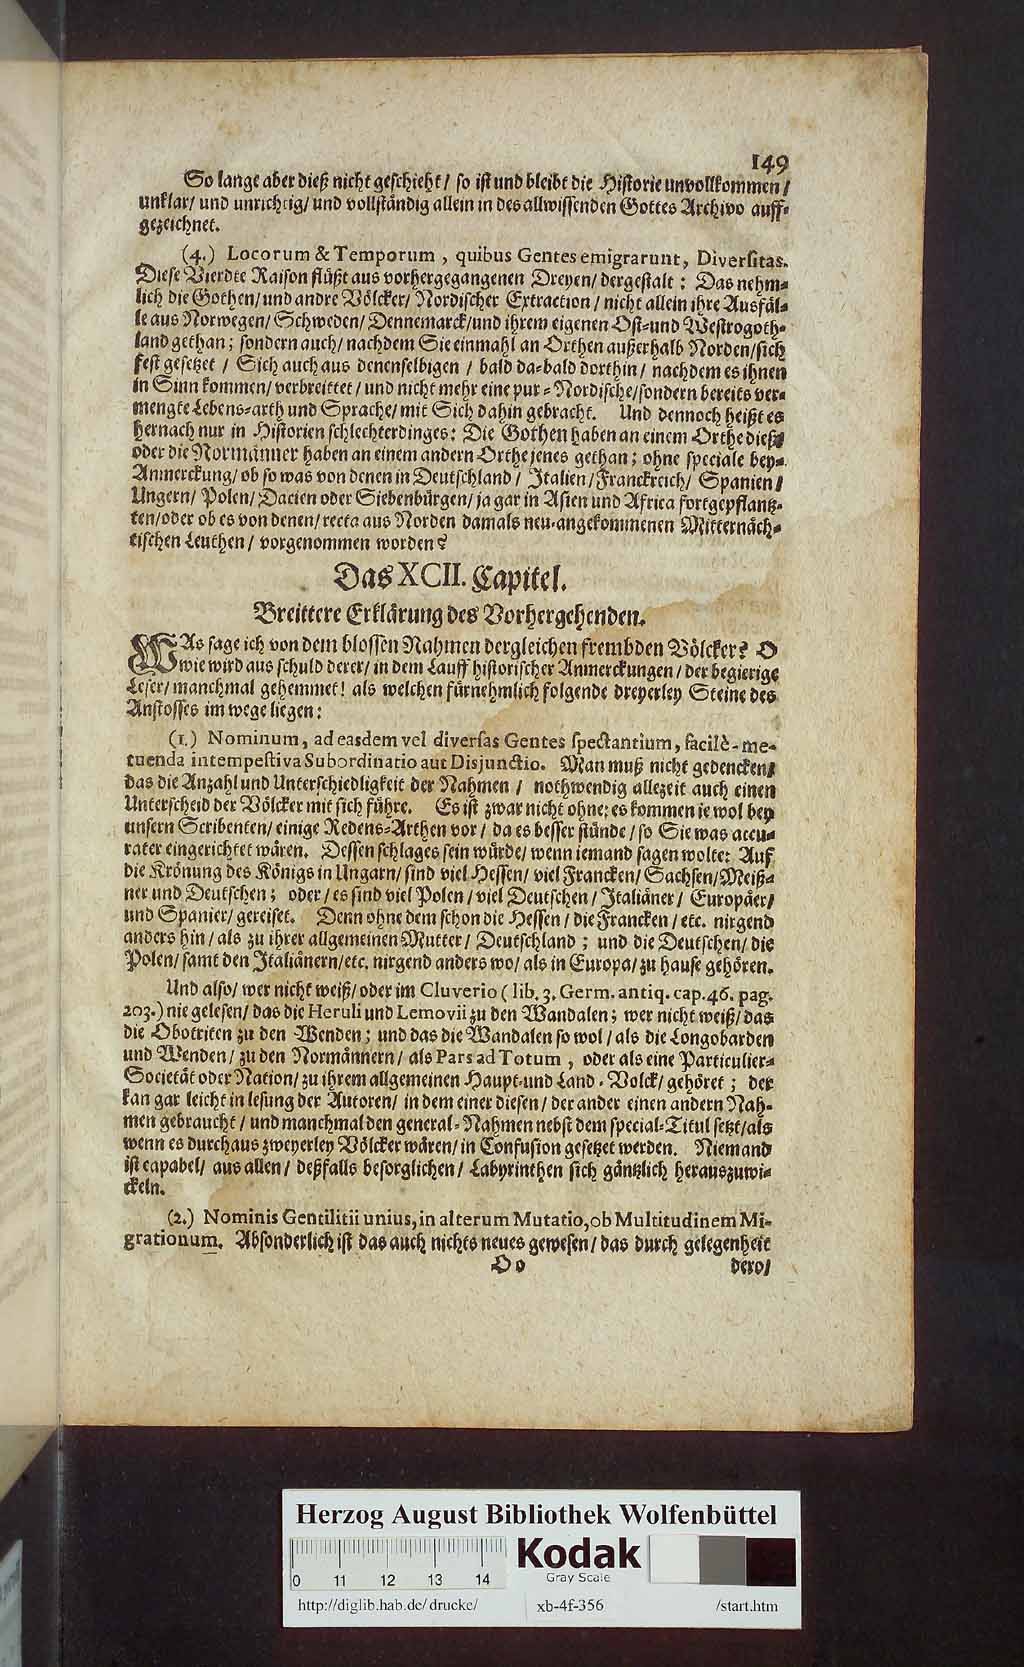 149
So lange aber dieß nicht geschieht / so ist und bleibt die Historie unvollkommen /
unklar / und unrichtig / und vollständig allein in des allwissenden Gottes Archivo auff-
gezeichnet.
(4.) Locorum & Temporum, quibus Gentes emigrarunt, Diversitas.
Diese Vierdte Raison flüßt aus vorhergegangenen Dreyen / dergestalt: Das nehm-
lich die Gothen / und andre Völcker / Nordischer Extraction / nicht allein ihre Ausfäl-
le aus Norwegen / Schweden / Dennemarck / und ihrem eigenen Ost- und Westrogoth-
land gethan; sondern auch / nachdem Sie einmahl an Orthen außerhalb Norden / sich
fest gesetzet / Sich auch aus denenselbigen / bald da- bald dorthin / nachdem es ihnen
in Sinn kommen / verbreittet / und nicht mehr eine pur-Nordische / sondern bereits ver-
mengte Lebens-arth und Sprache / mit Sich dahin gebracht. Und dennoch heißt es
hernach nur in Historien schlechterdinges: Die Gothen haben an einem Orthe dieß /
oder die Normänner haben an einem andern Orthe jenes gethan; ohne speciale bey-
Anmerckung / ob so was von denen in Deutschland / Italien / Franckreich / Spanien /
Ungern / Polen / Dacien oder Siebenbürgen / ja gar in Asien und Africa fortgepflantz-
ten / oder ob es von denen / recta aus Norden damals neu-angekommenen Mitternäch-
tischen Leuthen / vorgenommen worden?
Das XCII. Capitel.
Breittere Erklärung des Vorhergehenden.
WAs sage ich von dem blossen Nahmen dergleichen frembden Völcker? O
wie wird aus schuld derer / in dem Lauff historischer Anmerckungen / der begierige
Leser / manchmal gehemmet! als welchen fürnehmlich folgende dreyerley Steine des
Anstosses im wege liegen:
(1.) Nominum, ad easdem vel diversas Gentes spectantium, facilè-me-
tuenda intempestiva Subordinatio aut Disjunctio. Man muß nicht gedencken /
das die Anzahl und Unterschiedligkeit der Nahmen / nothwendig allezeit auch einen
Unterscheid der Völcker mit sich führe. Es ist zwar nicht ohne; es kommen je wol bey
unsern Scribenten / einige Redens-Arthen vor / da es besser stünde / so Sie was accu-
rater eingerichtet wären. Dessen schlages sein würde / wenn iemand sagen wolte: Auf
die Krönung des Königs in Ungarn / sind viel Hessen / viel Francken / Sachsen / Meiß-
ner und Deutschen; oder / es sind viel Polen / viel Deutschen / Italiäner / Europäer /
und Spanier / gereiset. Denn ohne dem schon die Hessen / die Francken / etc. nirgend
anders hin / als zu ihrer allgemeinen Mutter / Deutschland; und die Deutschen / die
Polen / samt den Italiänern / etc. nirgend anders wo / als in Europa / zu hause gehören.
Und also / wer nicht weiß / oder im Cluverio (lib. 3. Germ. antiq. cap. 46. pag.
203.) nie gelesen / das die Heruli und Lemovii zu den Wandalen; wer nicht weiß / das
die Obotriten zu den Wenden; und das die Wandalen so wol / als die Longobarden
und Wenden / zu den Normännern / als Pars ad Totum, oder als eine Particulier-
Societät oder Nation / zu ihrem allgemeinen Haupt- und Land-Volck / gehöret; der
kan gar leicht in lesung der Autoren / in dem einer diesen / der ander einen andern Nah-
men gebraucht / und manchmal den general-Nahmen nebst dem special-Titul setzt / als
wenn es durchaus zweyerley Völcker wären / in Confusion gesetzet werden. Niemand
ist capabel / aus allen / deßfalls besorglichen / Labyrinthen sich gäntzlich herauszuwi-
ckeln.
(2.) Nominis Gentilitii unius, in alterum Mutatio, ob Multitudinem Mi-
grationum. Absonderlich ist das auch nichts neues gewesen / das durch gelegenheit
Oo dero /
Herzog August Bibliothek Wolfenbüttel
0 11 12 13 14
Kodak
Gray Scale
http://diglib.hab.de/drucke/ xb-4f-356 /start.htm